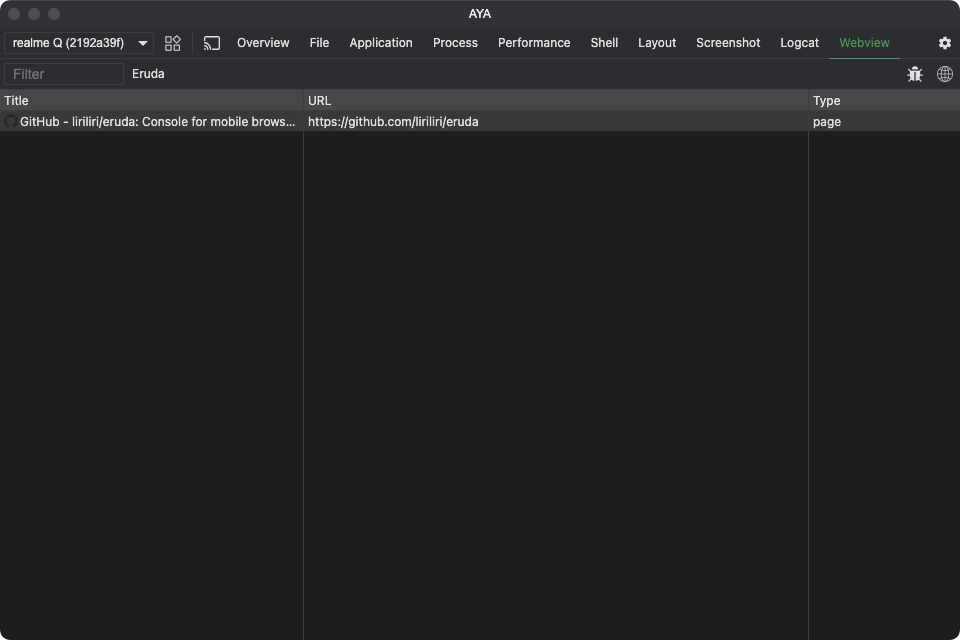 AYA
realme Q (2192a39f) Overview File Application Process Performance Shell Layout Screenshot Logcat Webview
Filter Eruda
Title URL Type
GitHub - liriliri/eruda: Console for mobile brows... https://github.com/liriliri/eruda page